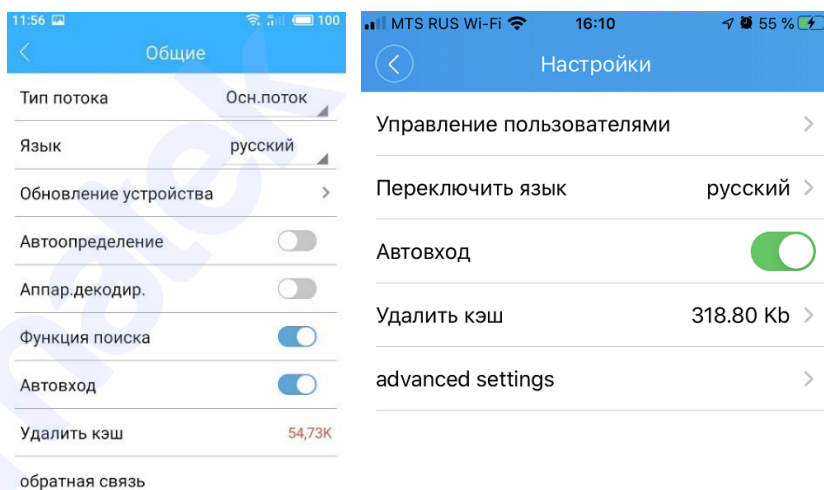 11:56 100
Общие
Тип потока Осн.поток
Язык русский
Обновление устройства
Автоопределение
Аппар.декодир.
Функция поиска
Автовход
Удалить кэш 54,73K
обратная связь
MTS RUS Wi-Fi 16:10 55 %
Настройки
Управление пользователями
Переключить язык русский
Автовход
Удалить кэш 318.80 Kb
advanced settings
matek